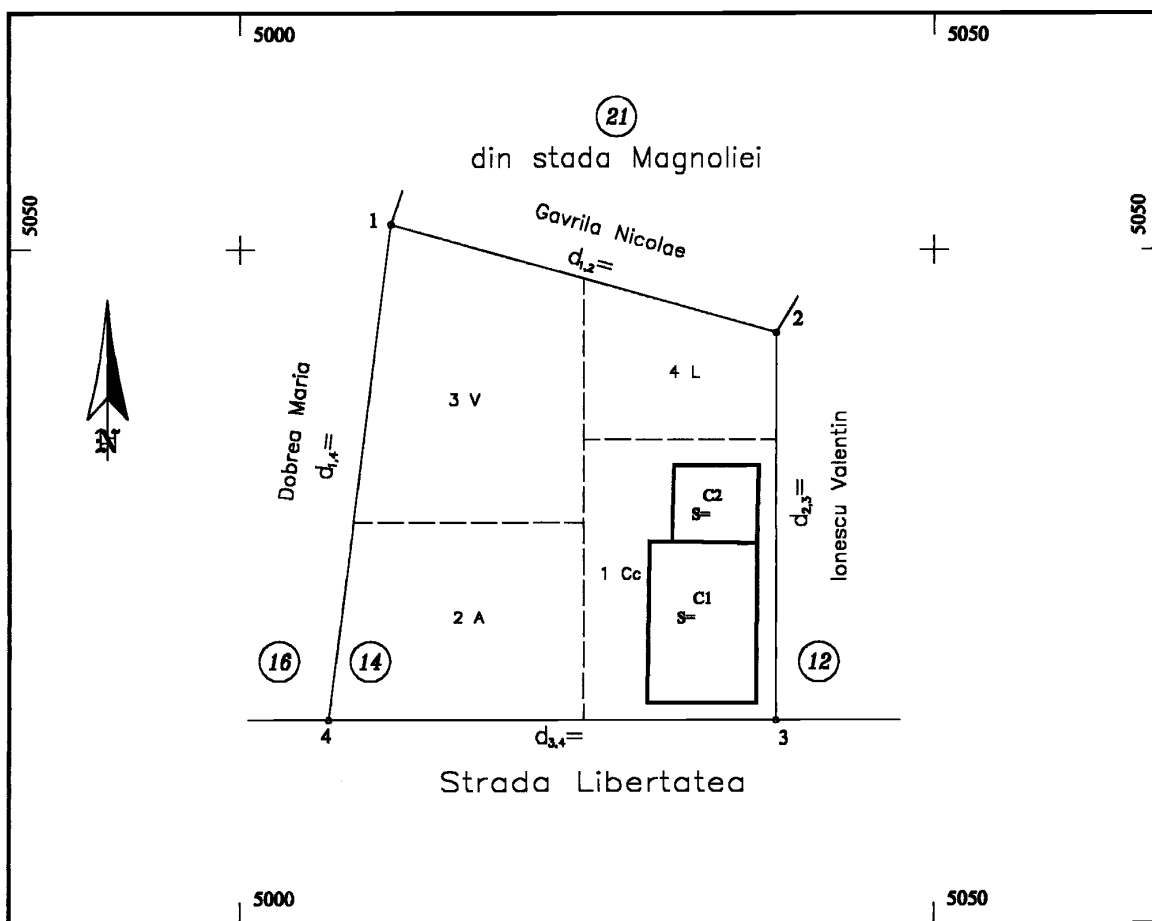 5000
5050
21
din stada Magnoliei
5050
5050
1
Gavrila Nicolae
d1,2=
2
4 L
3 V
Dobrea Maria
d1,4=
N
C2
S=
d2,3=
Ionescu Valentin
1 Cc
C1
S=
2 A
16
14
12
4
d3,4=
3
Strada Libertatea
5000
5050